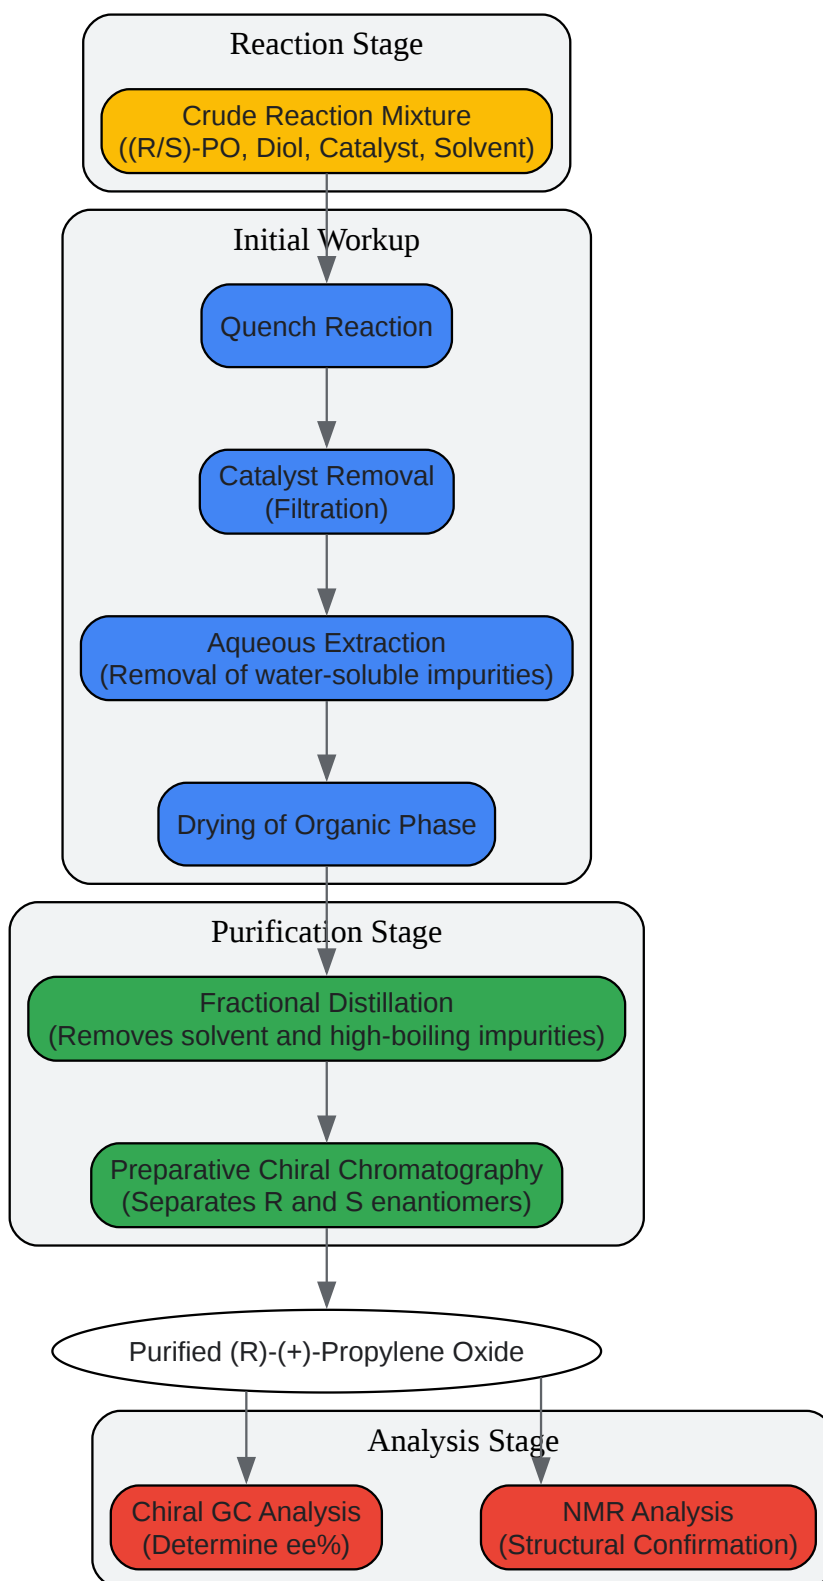 Reaction Stage
Crude Reaction Mixture
((R/S)-PO, Diol, Catalyst, Solvent)
Initial Workup
Quench Reaction
Catalyst Removal
(Filtration)
Aqueous Extraction
(Removal of water-soluble impurities)
Drying of Organic Phase
Purification Stage
Fractional Distillation
(Removes solvent and high-boiling impurities)
Preparative Chiral Chromatography
(Separates R and S enantiomers)
Purified (R)-(+)-Propylene Oxide
Analysis Stage
Chiral GC Analysis
(Determine ee%)
NMR Analysis
(Structural Confirmation)